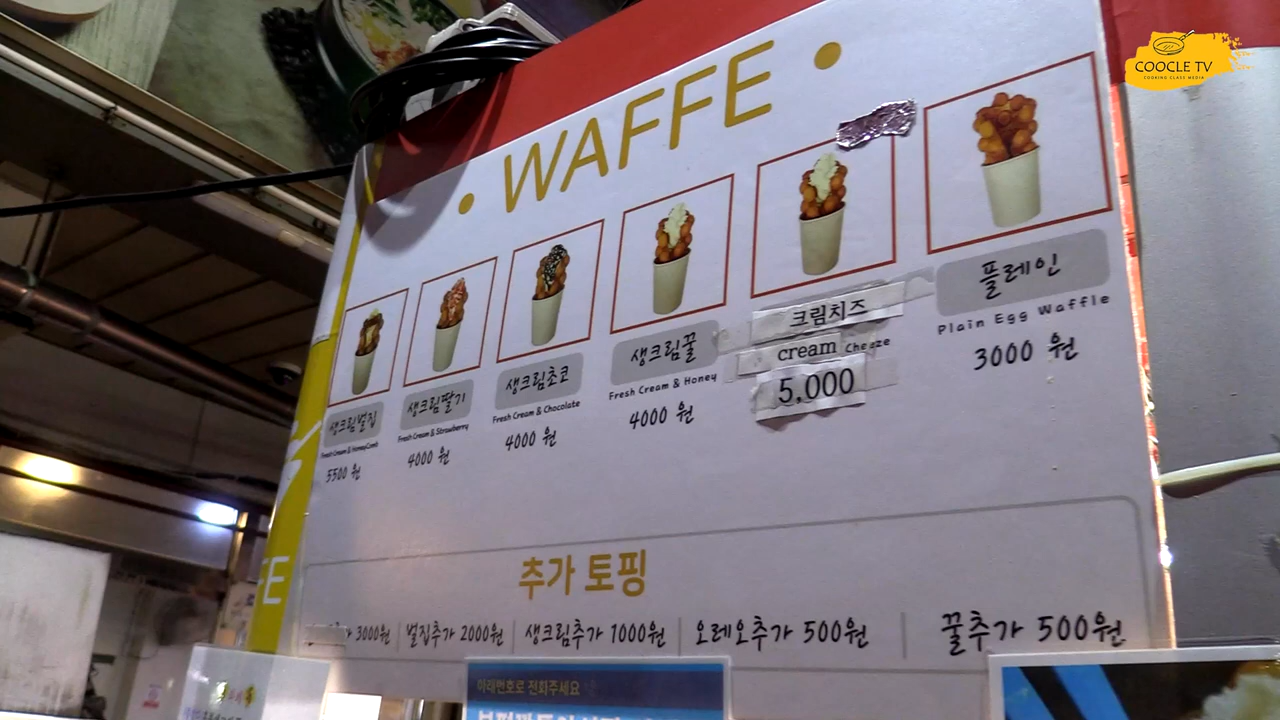 COOCLE TV
COOKING CLASS MEDIA
• WAFFE •
생크림벌집
Fresh Cream & HoneyComb
5500 원
생크림딸기
Fresh Cream & Strawberry
4000 원
생크림초코
Fresh Cream & Chocolate
4000 원
생크림꿀
Fresh Cream & Honey
4000 원
크림치즈
cream Cheeze
5,000
플레인
Plain Egg Waffle
3000 원
추가 토핑
3000원
벌집추가 2000원
생크림추가 1000원
오레오추가 500원
꿀추가 500원
FE
아래번호로 전화주세요